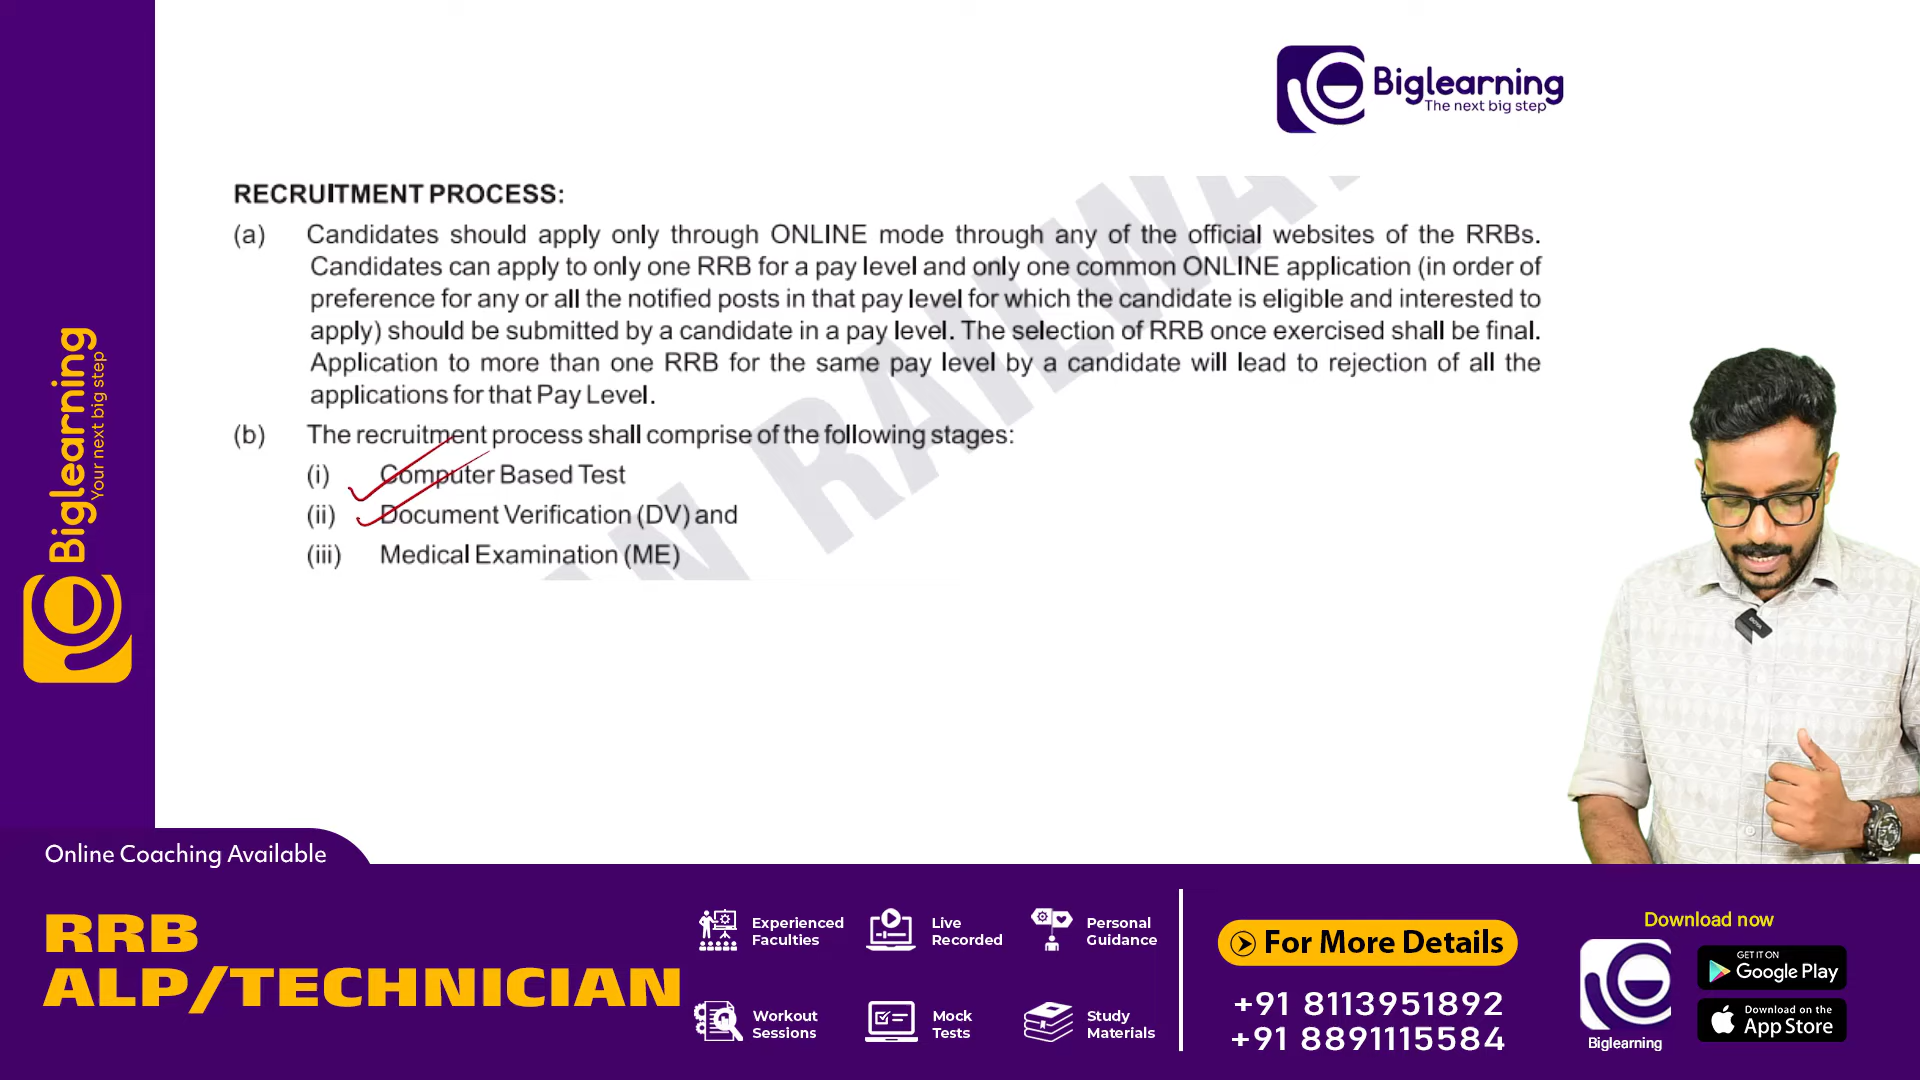 Biglearning
The next big step
RECRUITMENT PROCESS:
(a) Candidates should apply only through ONLINE mode through any of the official websites of the RRBs.
Candidates can apply to only one RRB for a pay level and only one common ONLINE application (in order of
preference for any or all the notified posts in that pay level for which the candidate is eligible and interested to
apply) should be submitted by a candidate in a pay level. The selection of RRB once exercised shall be final.
Application to more than one RRB for the same pay level by a candidate will lead to rejection of all the
applications for that Pay Level.
(b) The recruitment process shall comprise of the following stages:
(i) Computer Based Test
(ii) Document Verification (DV) and
(iii) Medical Examination (ME)
N RAILWAY
Biglearning
Your next big step
Online Coaching Available
RRB
ALP/TECHNICIAN
Experienced
Faculties
Live
Recorded
Personal
Guidance
Workout
Sessions
Mock
Tests
Study
Materials
For More Details
+91 8113951892
+91 8891115584
Download now
Biglearning
GET IT ON
Google Play
Download on the
App Store